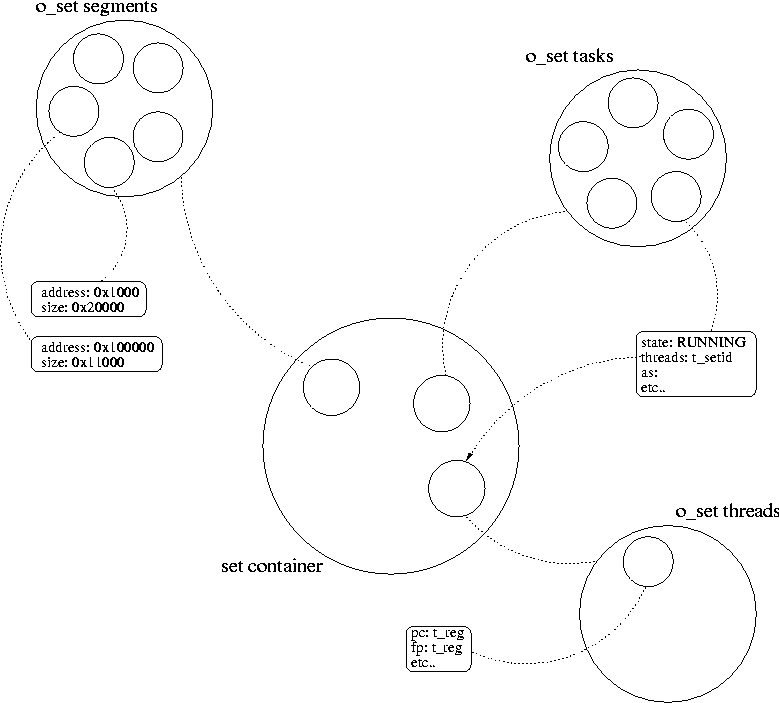 o_set segments
o_set tasks
address: 0x1000
size: 0x20000
address: 0x100000
size: 0x11000
state: RUNNING
threads: t_setid
as:
etc..
o_set threads
set container
pc: t_reg
fp: t_reg
etc..